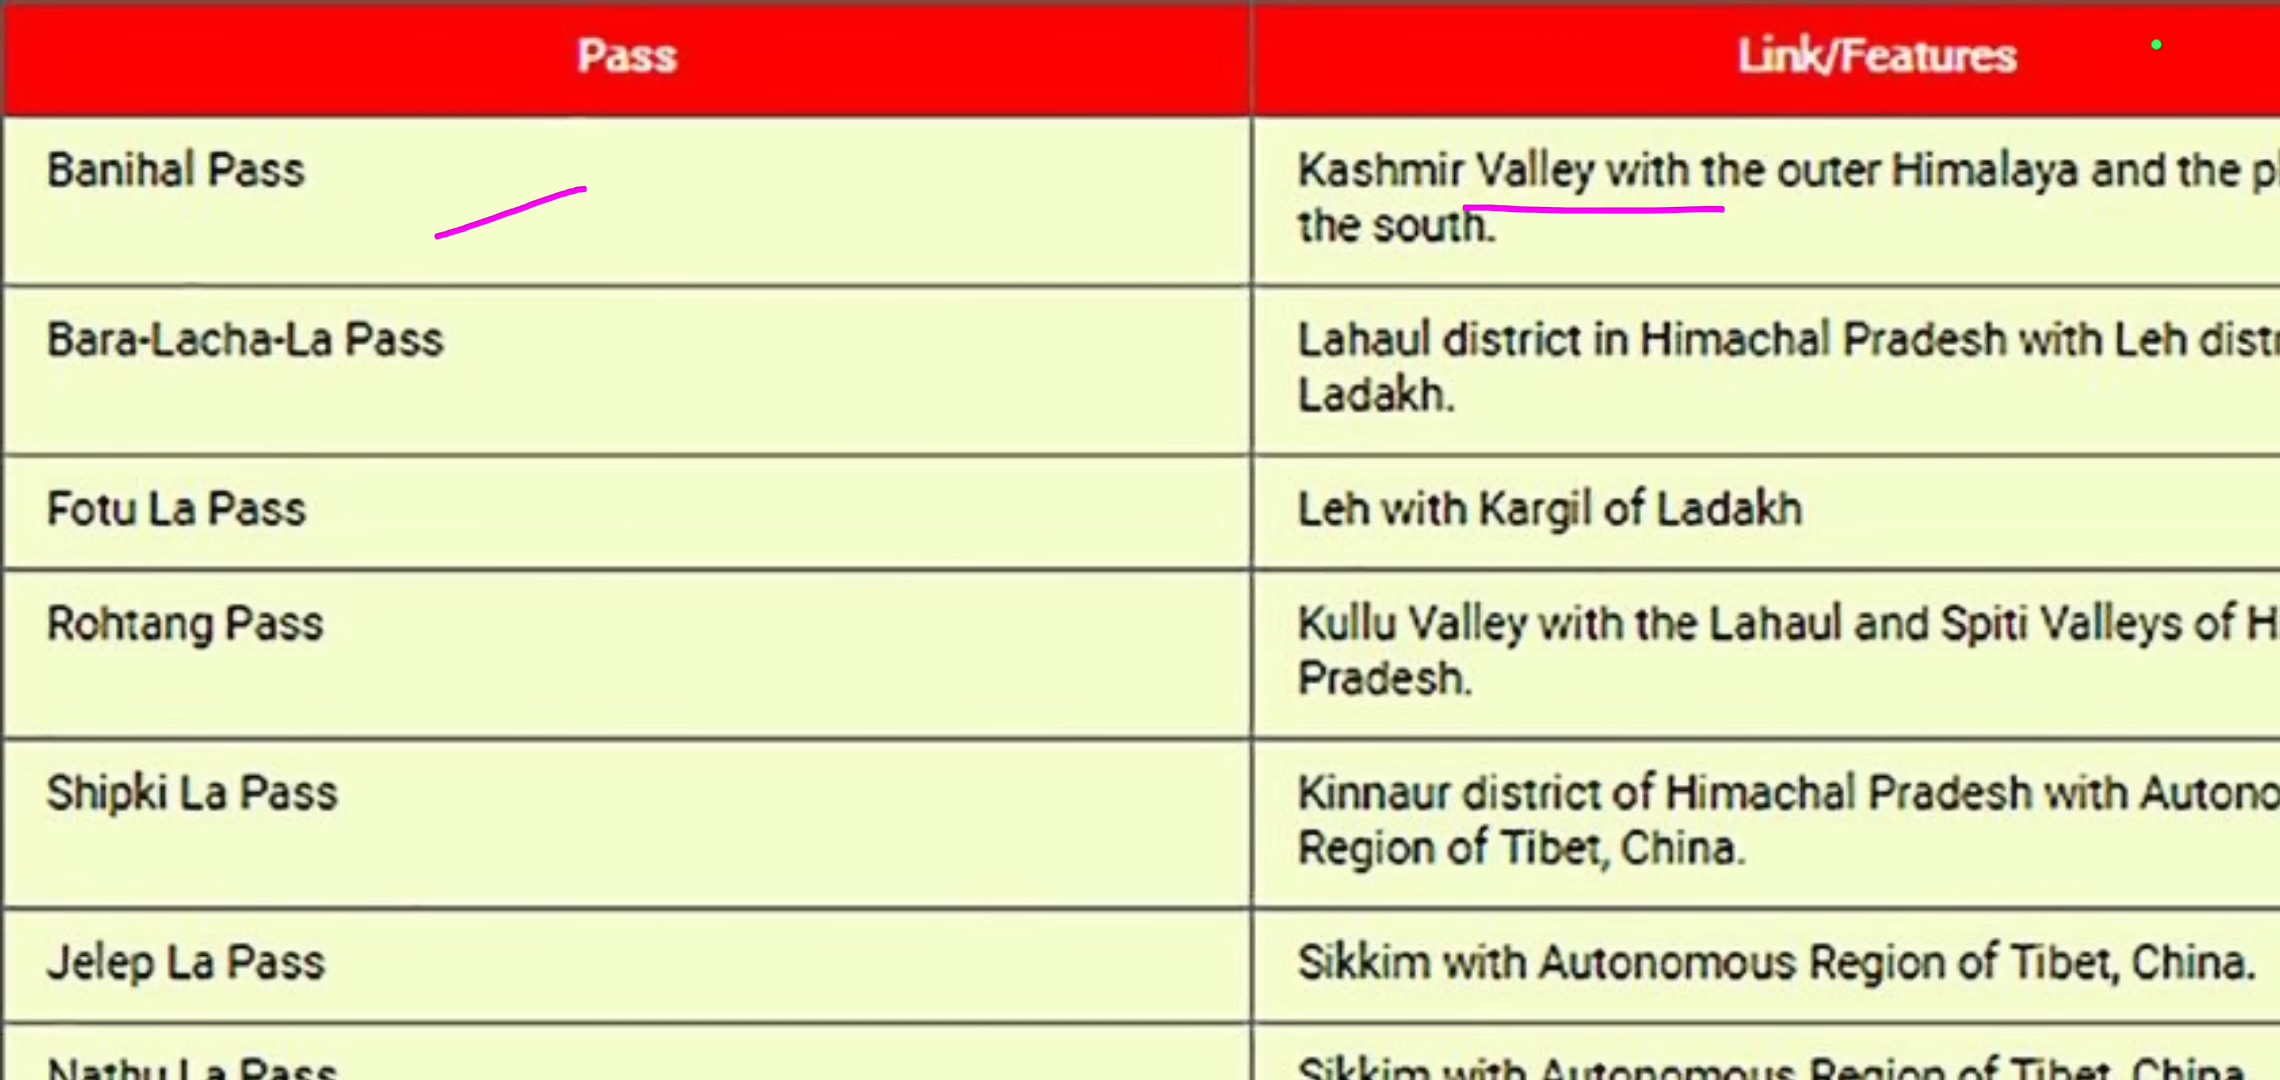 Pass
Link/Features
Banihal Pass
Kashmir Valley with the outer Himalaya and the
the south.
Bara-Lacha-La Pass
Lahaul district in Himachal Pradesh with Leh
Ladakh.
Fotu La Pass
Leh with Kargil of Ladakh
Rohtang Pass
Kullu Valley with the Lahaul and Spiti Valleys of
Pradesh.
Shipki La Pass
Kinnaur district of Himachal Pradesh with
Region of Tibet, China.
Jelep La Pass
Sikkim with Autonomous Region of Tibet, China.
Nathu La Pass
Sikkim with Autonomous Region of Tibet, China